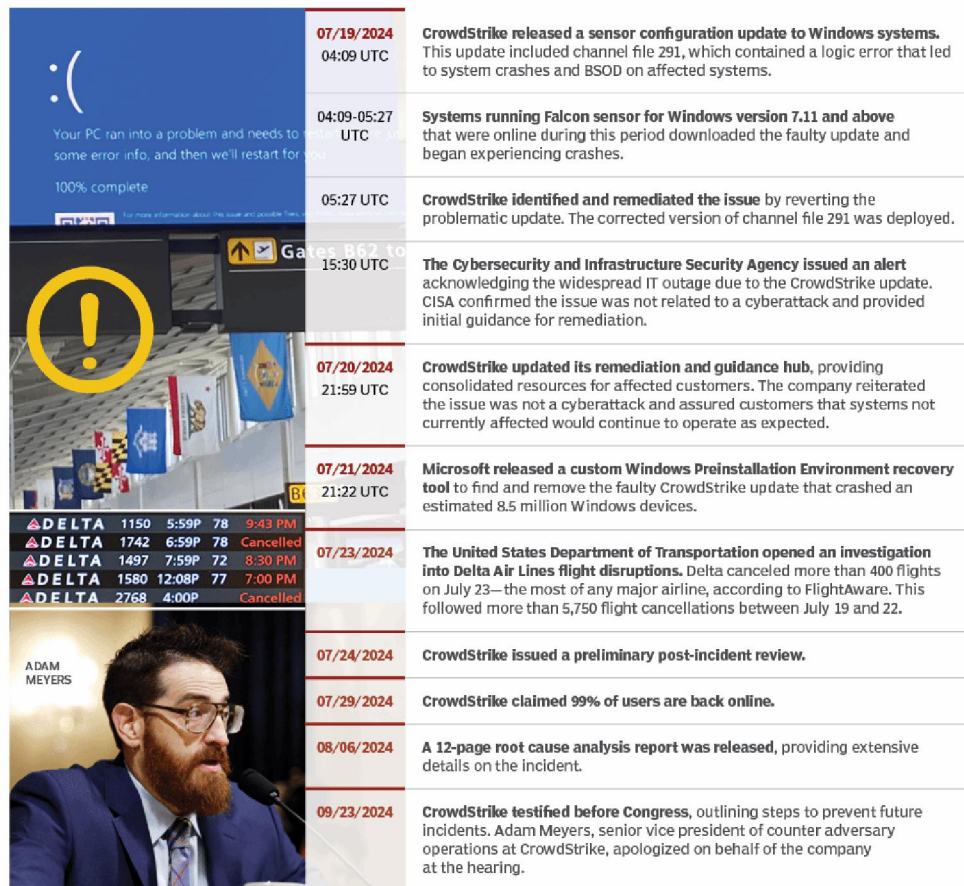 :(
Your PC ran into a problem and needs to
some error info, and then we'll restart for you
100% complete
For more information about this issue and possible fixes,
Gates B62 to
ADAM
MEYERS
DELTA 1150 5:59P 78 9:43 PM
DELTA 1742 6:59P 78 Cancelled
DELTA 1497 7:59P 72 8:30 PM
DELTA 1580 12:08P 77 7:00 PM
DELTA 2768 4:00P Cancelled
07/19/2024
04:09 UTC
CrowdStrike released a sensor configuration update to Windows systems.
This update included channel file 291, which contained a logic error that led
to system crashes and BSOD on affected systems.
04:09-05:27
UTC
Systems running Falcon sensor for Windows version 7.11 and above
that were online during this period downloaded the faulty update and
began experiencing crashes.
05:27 UTC
CrowdStrike identified and remediated the issue by reverting the
problematic update. The corrected version of channel file 291 was deployed.
15:30 UTC
The Cybersecurity and Infrastructure Security Agency issued an alert
acknowledging the widespread IT outage due to the CrowdStrike update.
CISA confirmed the issue was not related to a cyberattack and provided
initial guidance for remediation.
07/20/2024
21:59 UTC
CrowdStrike updated its remediation and guidance hub, providing
consolidated resources for affected customers. The company reiterated
the issue was not a cyberattack and assured customers that systems not
currently affected would continue to operate as expected.
07/21/2024
21:22 UTC
Microsoft released a custom Windows Preinstallation Environment recovery
tool to find and remove the faulty CrowdStrike update that crashed an
estimated 8.5 million Windows devices.
07/23/2024
The United States Department of Transportation opened an investigation
into Delta Air Lines flight disruptions. Delta canceled more than 400 flights
on July 23—the most of any major airline, according to FlightAware. This
followed more than 5,750 flight cancellations between July 19 and 22.
07/24/2024
CrowdStrike issued a preliminary post-incident review.
07/29/2024
CrowdStrike claimed 99% of users are back online.
08/06/2024
A 12-page root cause analysis report was released, providing extensive
details on the incident.
09/23/2024
CrowdStrike testified before Congress, outlining steps to prevent future
incidents. Adam Meyers, senior vice president of counter adversary
operations at CrowdStrike, apologized on behalf of the company
at the hearing.